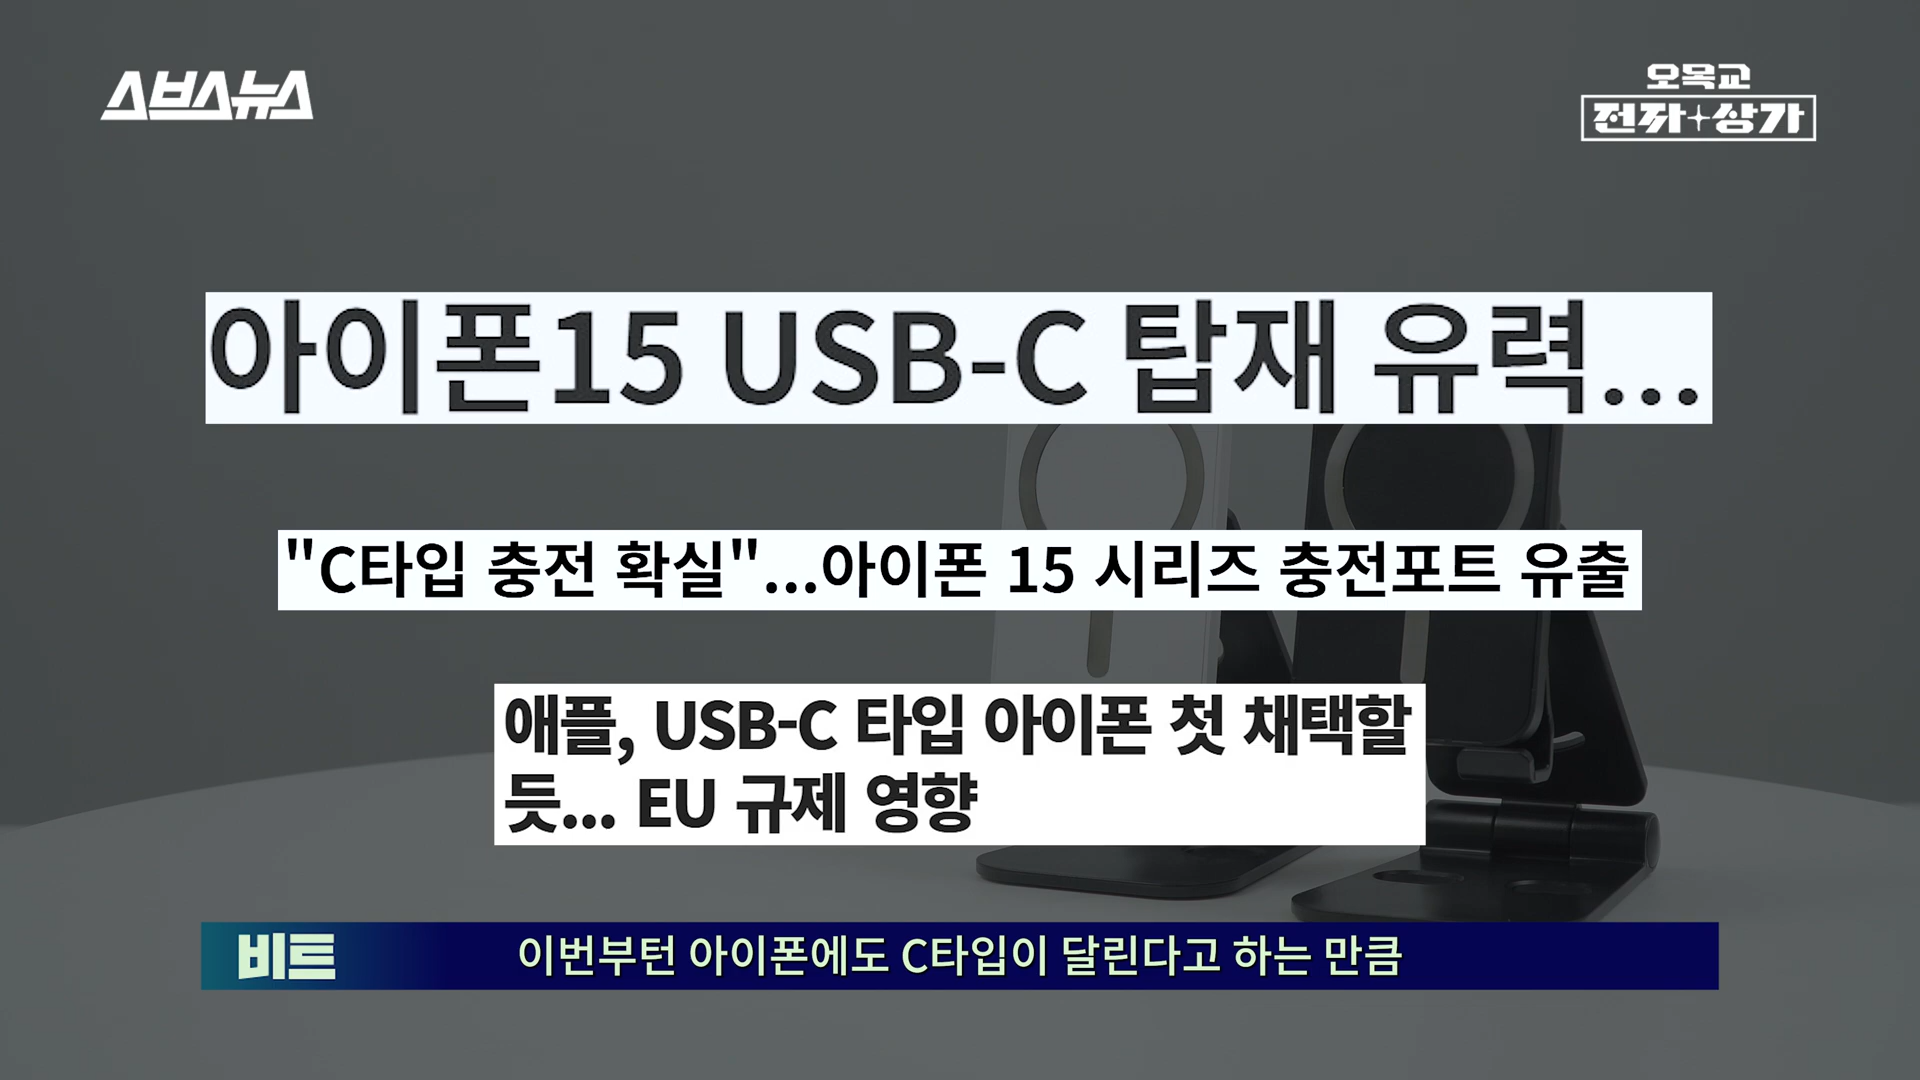 스브스뉴스
오목교
전자상가
아이폰15 USB-C 탑재 유력...
"C타입 충전 확실"...아이폰 15 시리즈 충전포트 유출
애플, USB-C 타입 아이폰 첫 채택할
듯... EU 규제 영향
비트
이번부턴 아이폰에도 C타입이 달린다고 하는 만큼